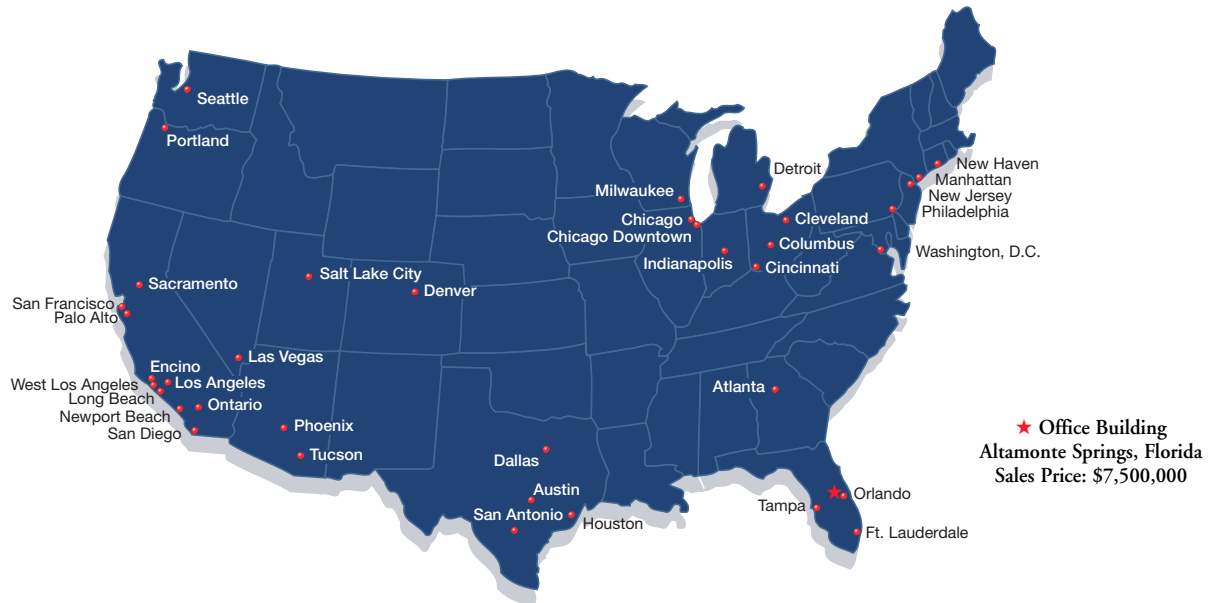 Seattle
Portland
Detroit
New Haven
Milwaukee
Manhattan
New Jersey
Chicago
Cleveland
Philadelphia
Chicago Downtown
Columbus
Indianapolis
Cincinnati
Washington, D.C.
Salt Lake City
Sacramento
Denver
San Francisco
Palo Alto
Las Vegas
Encino
West Los Angeles
Los Angeles
Long Beach
Atlanta
Ontario
Newport Beach
Phoenix
San Diego
Tucson
Dallas
Austin
San Antonio
Houston
Orlando
Tampa
Ft. Lauderdale
★ Office Building
Altamonte Springs, Florida
Sales Price: $7,500,000